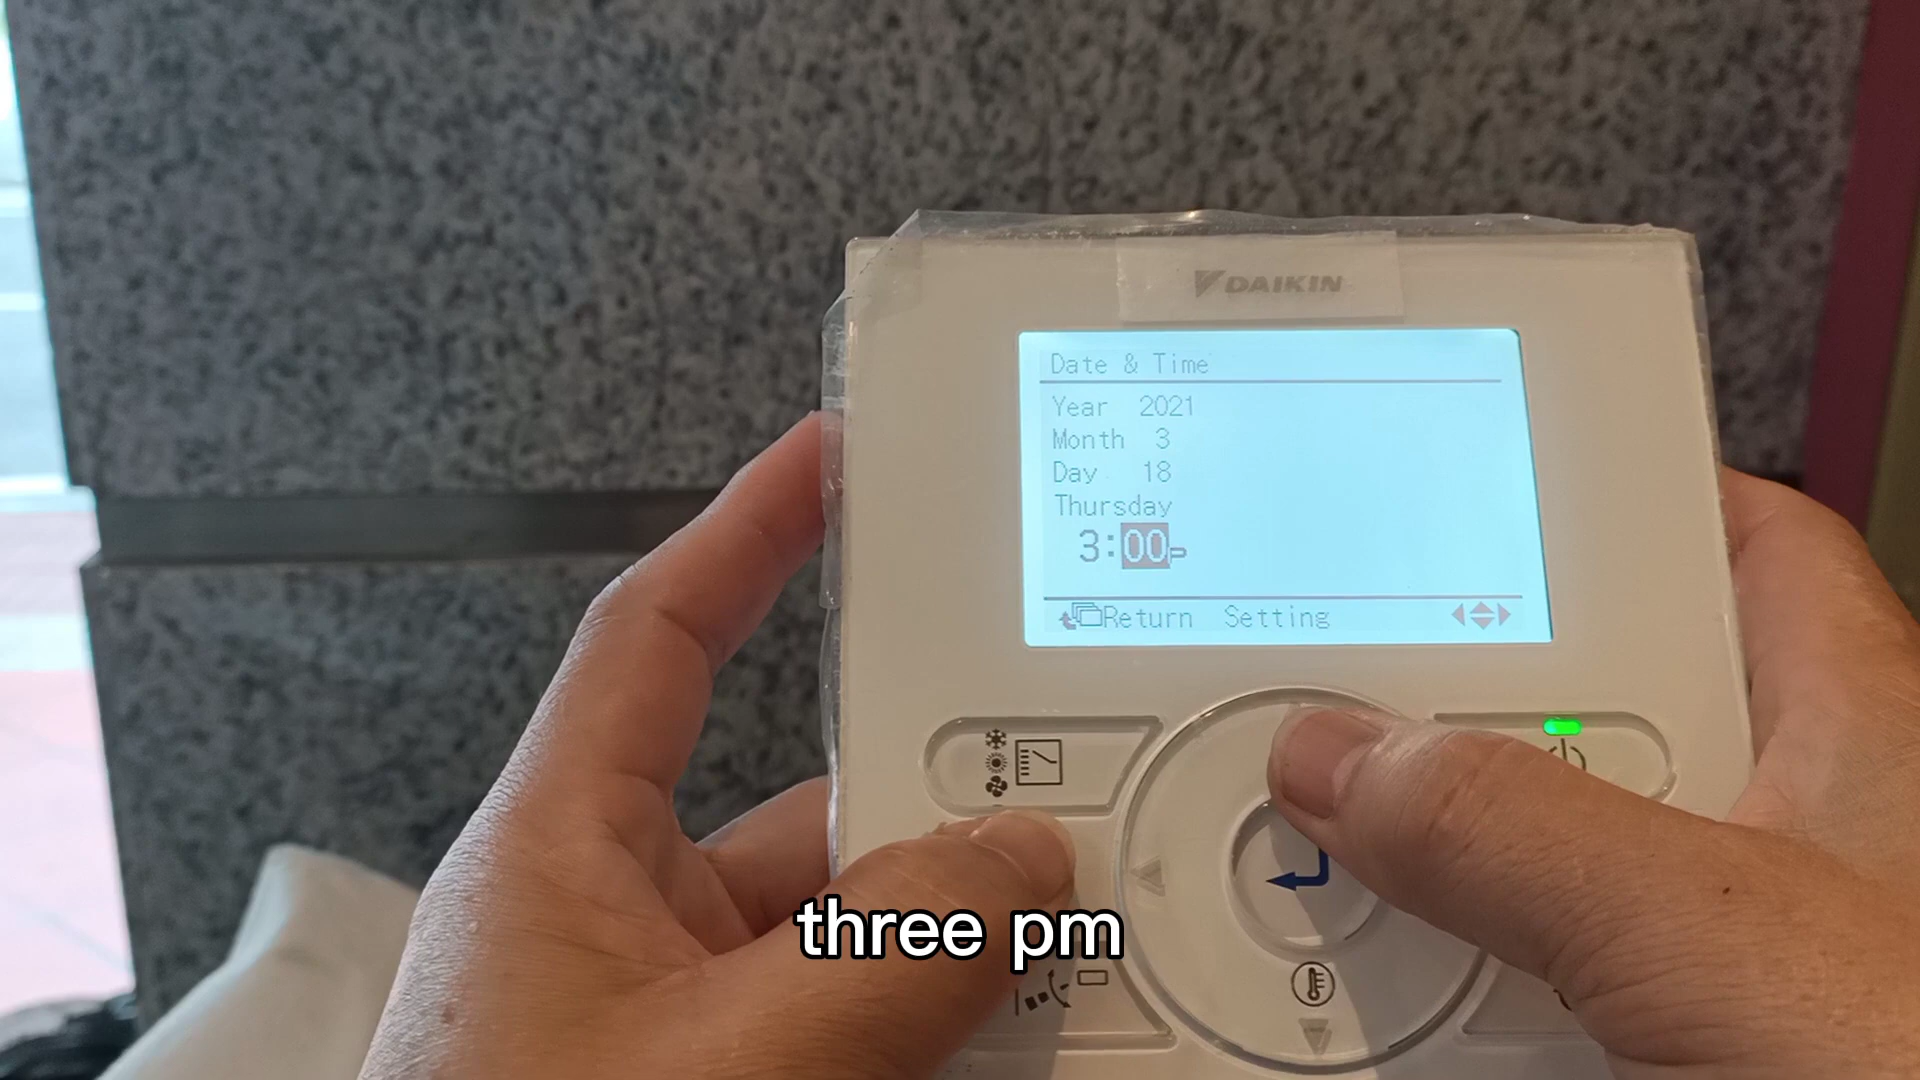 DAIKIN
Date & Time
Year 2021
Month 3
Day 18
Thursday
3:00p
Return Setting
three pm